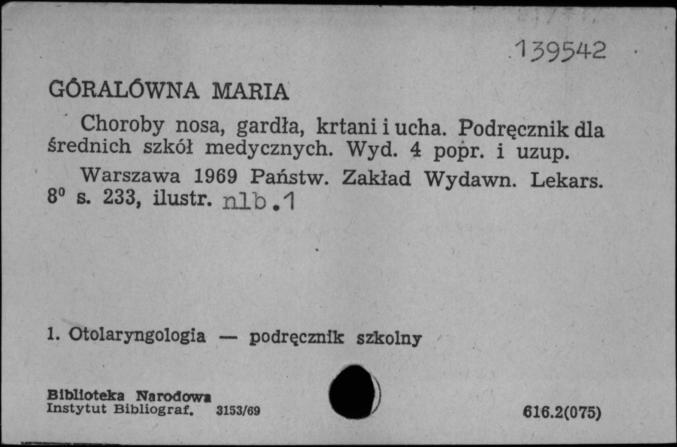 139542
GÓRALÓWNA MARIA
Choroby nosa, gardła, krtani i ucha. Podręcznik dla
średnich szkół medycznych. Wyd. 4 popr. i uzup.
Warszawa 1969 Państw. Zakład Wydawn. Lekars.
8⁰ s. 233, ilustr. nlb.1
1. Otolaryngologia — podręcznik szkolny
Biblioteka Narodowa
Instytut Bibliograf. 3153/69
616.2(075)